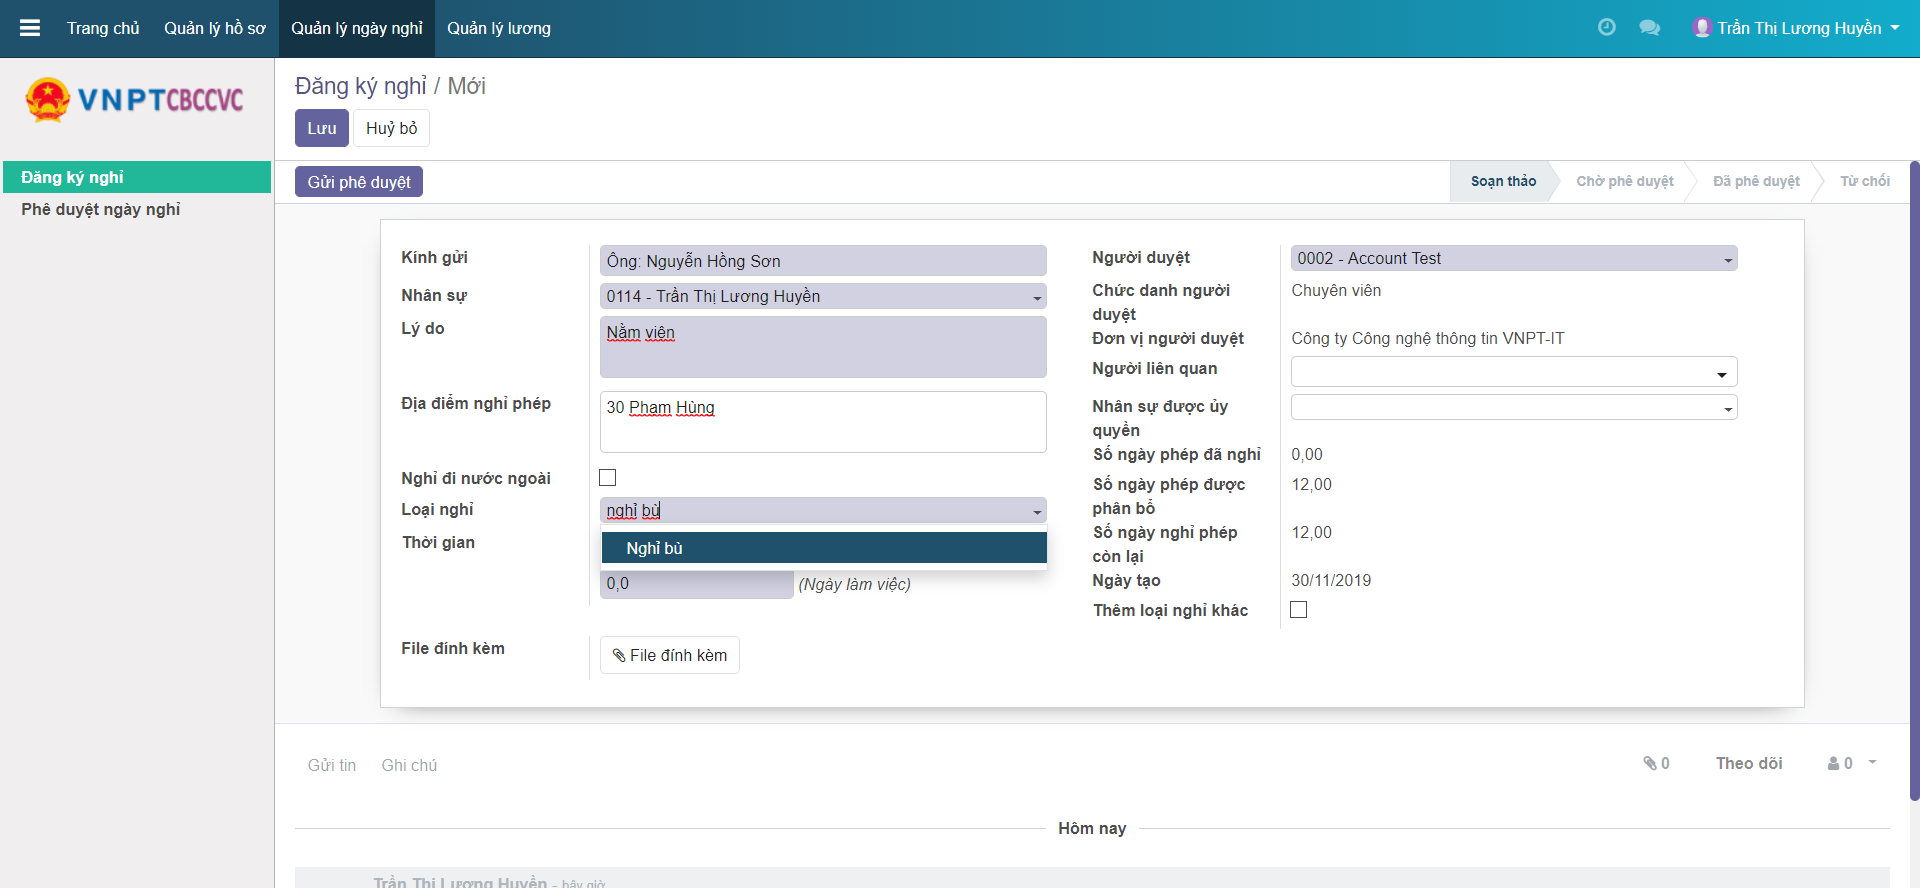 Trang chủ Quản lý hồ sơ Quản lý ngày nghỉ Quản lý lương Trần Thị Lương Huyền
VNPTCBCCVC
Đăng ký nghỉ
Phê duyệt ngày nghỉ
Đăng ký nghỉ / Mới
Lưu Huỷ bỏ
Gửi phê duyệt
Soạn thảo Chờ phê duyệt Đã phê duyệt Từ chối
Kính gửi Ông: Nguyễn Hồng Sơn
Nhân sự 0114 - Trần Thị Lương Huyền
Lý do Nằm viện
Địa điểm nghỉ phép 30 Phạm Hùng
Nghỉ đi nước ngoài
Loại nghỉ nghỉ bù
Nghỉ bù
Thời gian
0,0 (Ngày làm việc)
File đính kèm File đính kèm
Người duyệt 0002 - Account Test
Chức danh người duyệt Chuyên viên
Đơn vị người duyệt Công ty Công nghệ thông tin VNPT-IT
Người liên quan
Nhân sự được ủy quyền
Số ngày phép đã nghỉ 0,00
Số ngày phép được phân bổ 12,00
Số ngày nghỉ phép còn lại 12,00
Ngày tạo 30/11/2019
Thêm loại nghỉ khác
Gửi tin Ghi chú 0 Theo dõi 0
Hôm nay
Trần Thị Lương Huyền - bây giờ